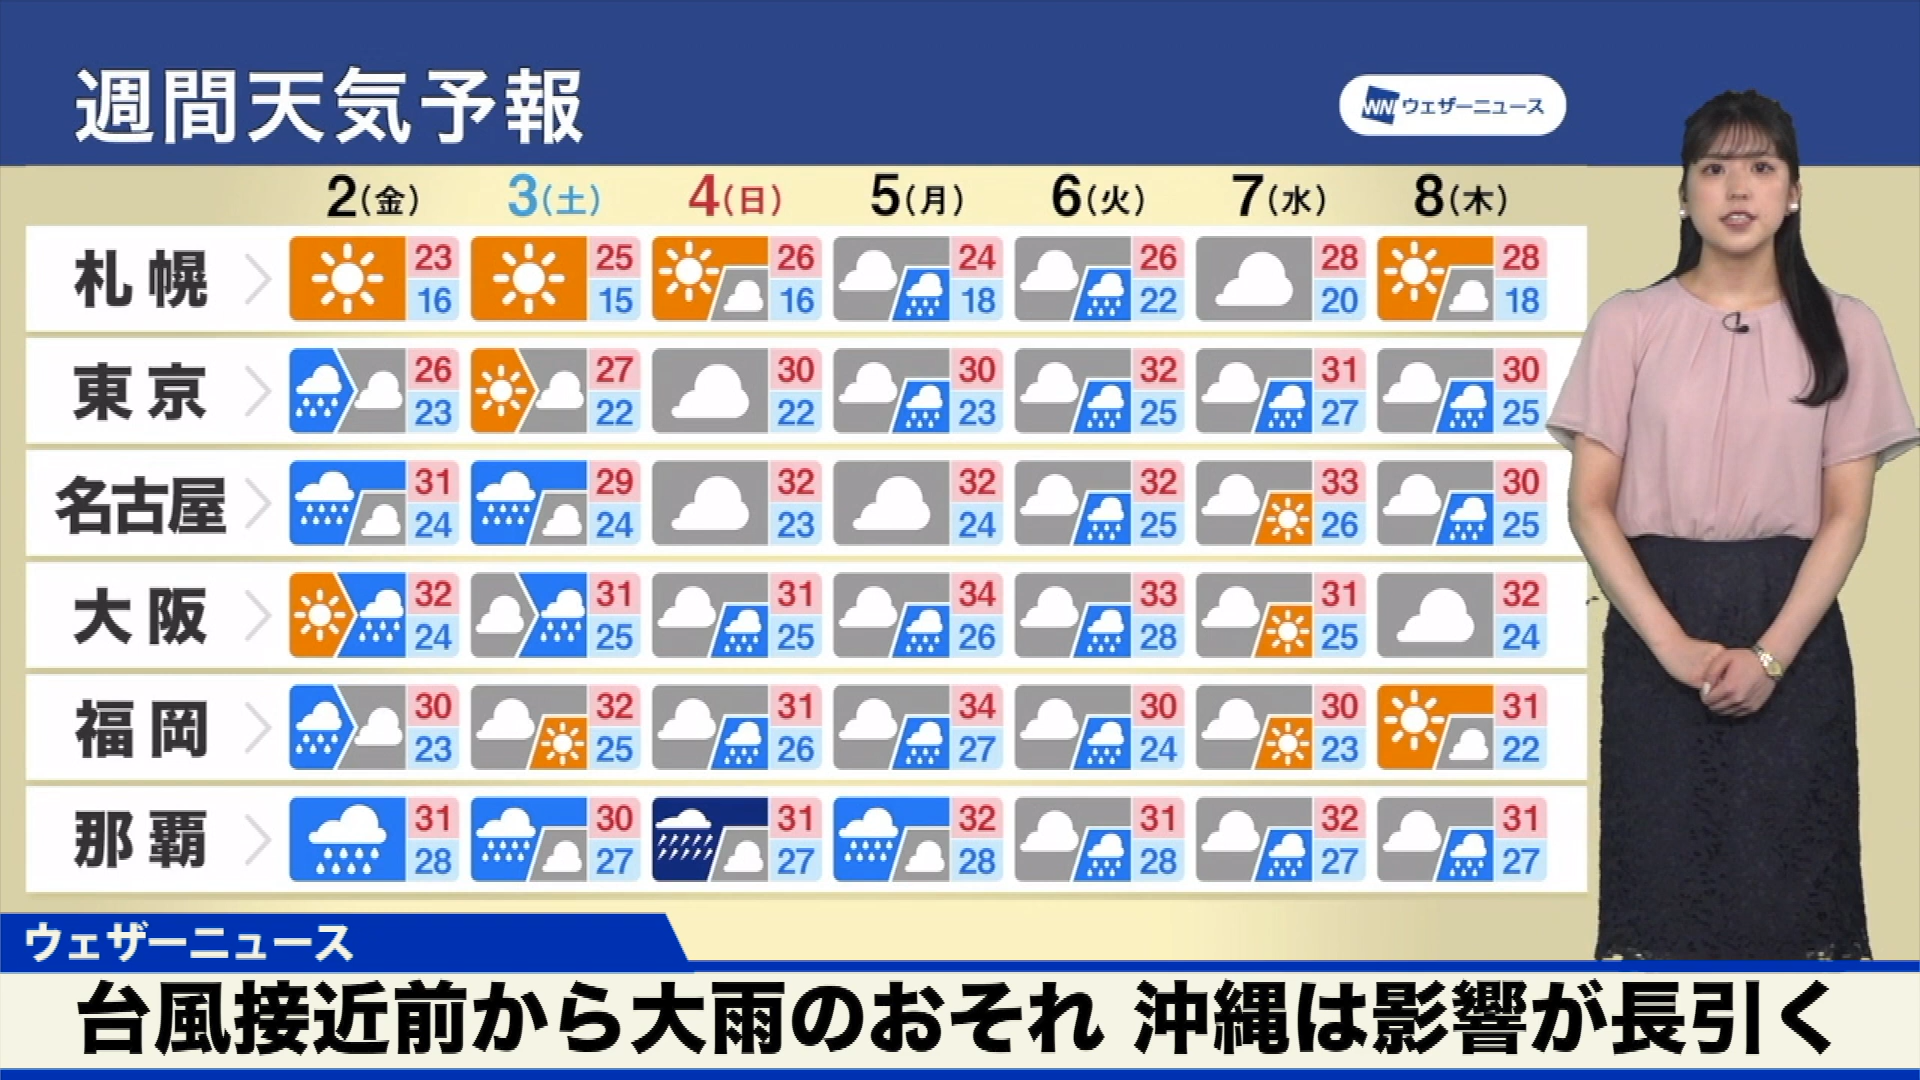 週間天気予報
WNI ウェザーニュース
2(金) 3(土) 4(日) 5(月) 6(火) 7(水) 8(木)
札幌 23 16 25 15 26 16 24 18 26 22 28 20 28 18
東京 26 23 27 22 30 22 30 23 32 25 31 27 30 25
名古屋 31 24 29 24 32 23 32 24 32 25 33 26 30 25
大阪 32 24 31 25 31 25 34 26 33 28 31 25 32 24
福岡 30 23 32 25 31 26 34 27 30 24 30 23 31 22
那覇 31 28 30 27 31 27 32 28 31 28 32 27 31 27
ウェザーニュース
台風接近前から大雨のおそれ 沖縄は影響が長引く